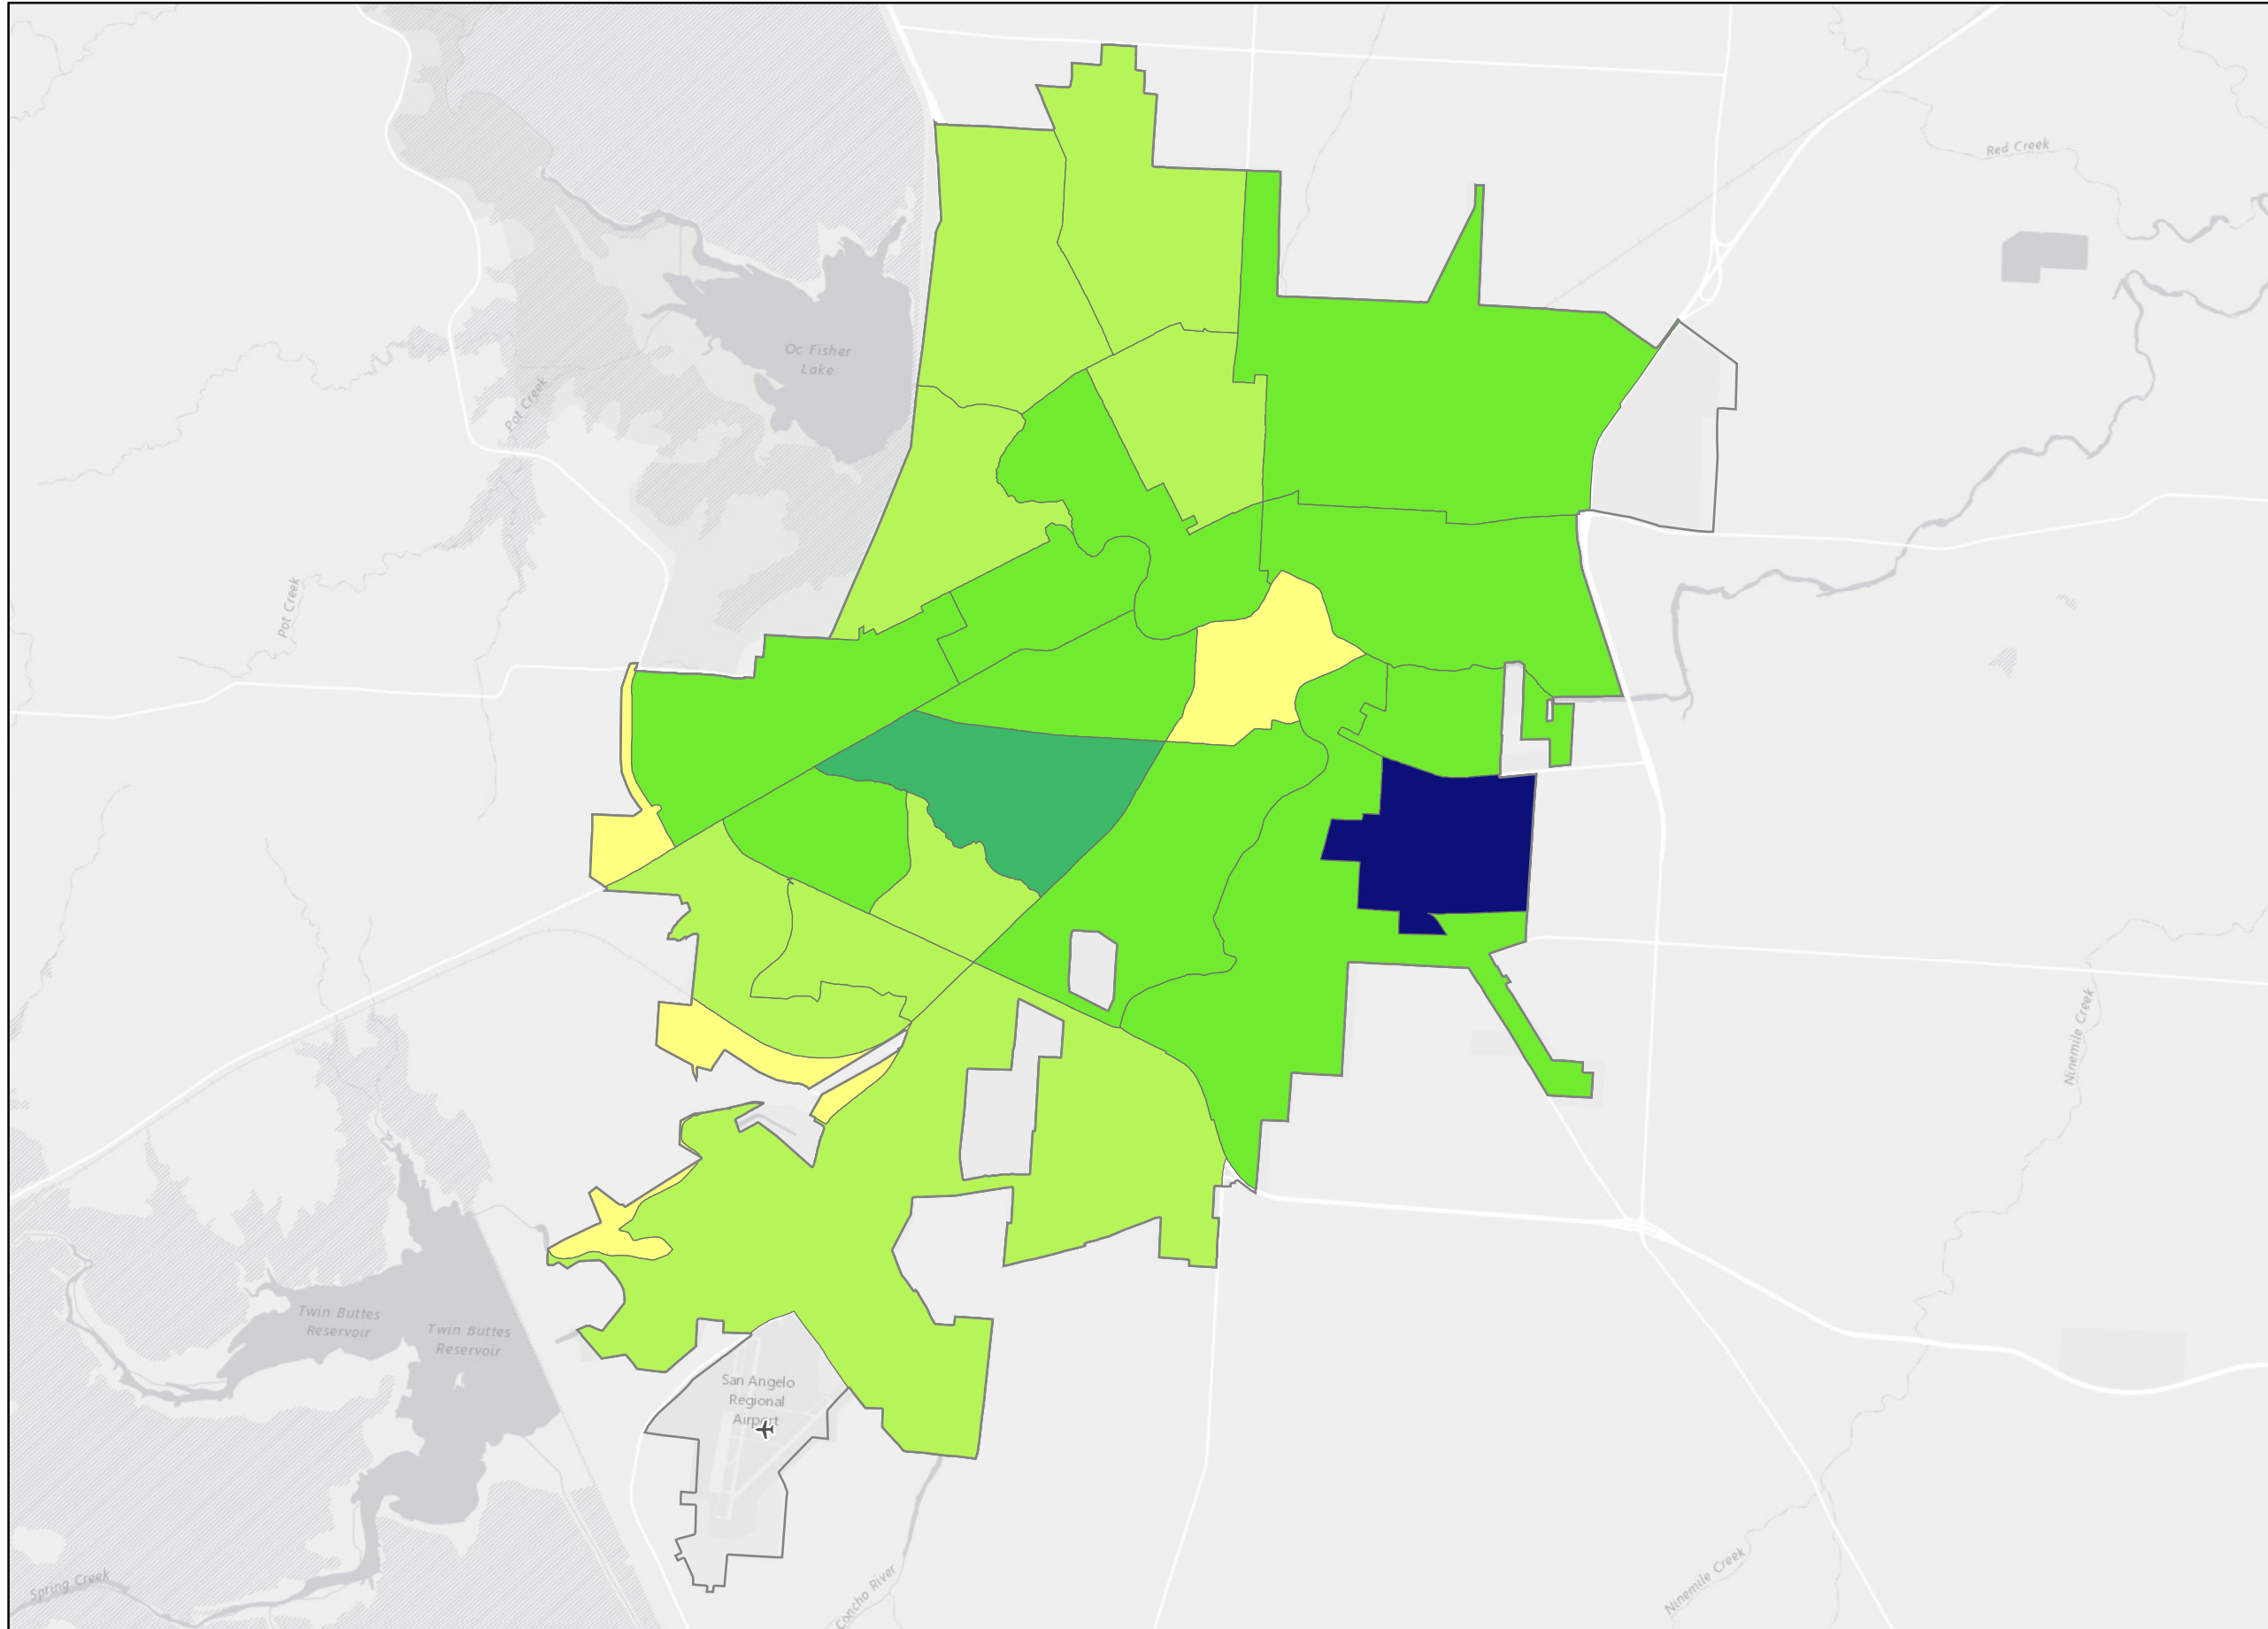 Red Creek
Oc Fisher
Lake
Pot Creek
Pot Creek
Ninemile Creek
Twin Buttes
Reservoir
Twin Buttes
Reservoir
San Angelo
Regional
Airport
Spring Creek
Concho River
Ninemile Creek